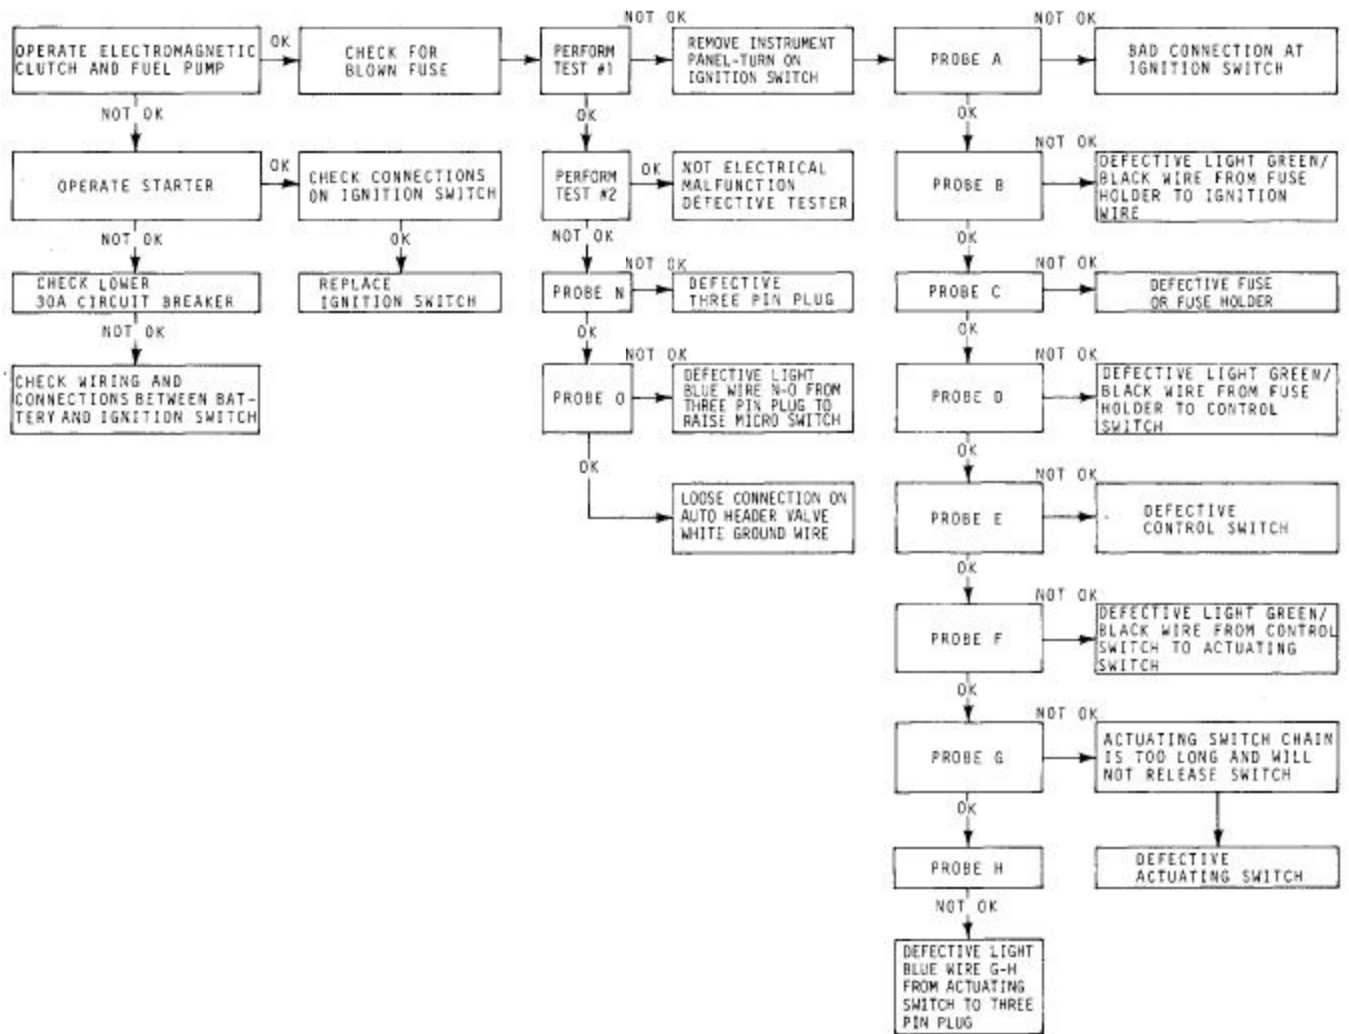 OPERATE ELECTROMAGNETIC
CLUTCH AND FUEL PUMP
OK
CHECK FOR
BLOWN FUSE
PERFORM
TEST #1
NOT OK
REMOVE INSTRUMENT
PANEL-TURN ON
IGNITION SWITCH
PROBE A
NOT OK
BAD CONNECTION AT
IGNITION SWITCH
NOT OK
OK
OK
OPERATE STARTER
OK
CHECK CONNECTIONS
ON IGNITION SWITCH
PERFORM
TEST #2
OK
NOT ELECTRICAL
MALFUNCTION
DEFECTIVE TESTER
PROBE B
NOT OK
DEFECTIVE LIGHT GREEN/
BLACK WIRE FROM FUSE
HOLDER TO IGNITION
WIRE
NOT OK
OK
NOT OK
OK
CHECK LOWER
30A CIRCUIT BREAKER
REPLACE
IGNITION SWITCH
PROBE N
NOT OK
DEFECTIVE
THREE PIN PLUG
PROBE C
NOT OK
DEFECTIVE FUSE
OR FUSE HOLDER
NOT OK
OK
OK
CHECK WIRING AND
CONNECTIONS BETWEEN BAT-
TERY AND IGNITION SWITCH
PROBE O
NOT OK
DEFECTIVE LIGHT
BLUE WIRE N-O FROM
THREE PIN PLUG TO
RAISE MICRO SWITCH
PROBE D
NOT OK
DEFECTIVE LIGHT GREEN/
BLACK WIRE FROM FUSE
HOLDER TO CONTROL
SWITCH
OK
OK
LOOSE CONNECTION ON
AUTO HEADER VALVE
WHITE GROUND WIRE
PROBE E
NOT OK
DEFECTIVE
CONTROL SWITCH
OK
PROBE F
NOT OK
DEFECTIVE LIGHT GREEN/
BLACK WIRE FROM CONTROL
SWITCH TO ACTUATING
SWITCH
OK
PROBE G
NOT OK
ACTUATING SWITCH CHAIN
IS TOO LONG AND WILL
NOT RELEASE SWITCH
OK
PROBE H
DEFECTIVE
ACTUATING SWITCH
NOT OK
DEFECTIVE LIGHT
BLUE WIRE G-H
FROM ACTUATING
SWITCH TO THREE
PIN PLUG